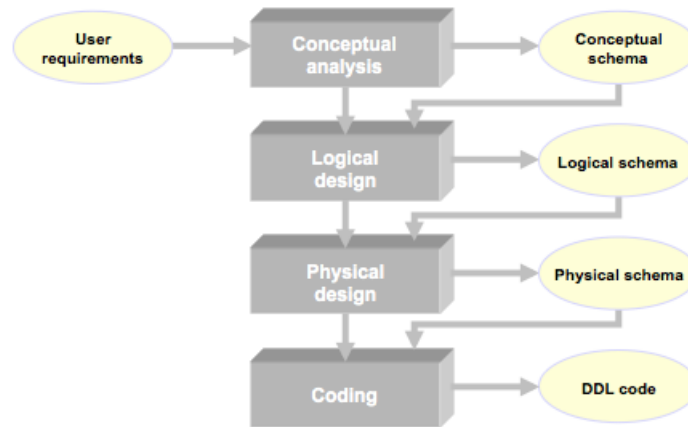 User
requirements
Conceptual
analysis
Conceptual
schema
Logical
design
Logical schema
Physical
design
Physical schema
Coding
DDL code